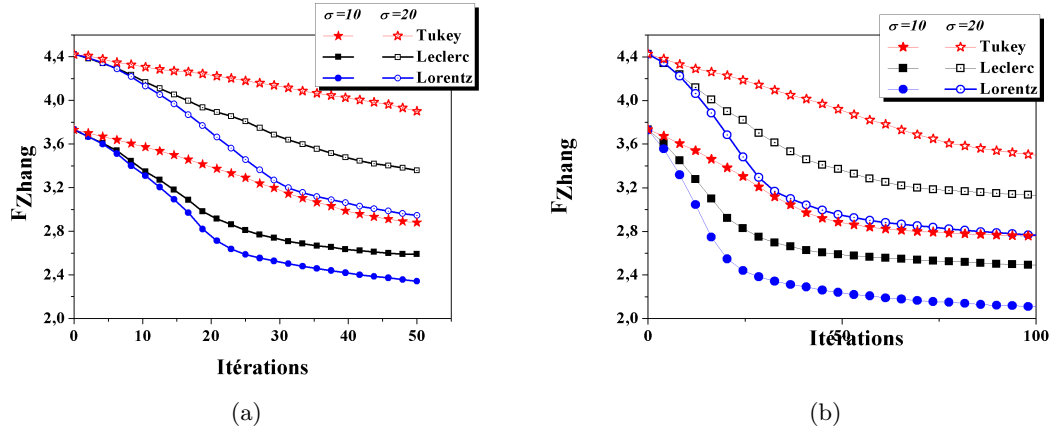 σ=10 σ=20
Tukey
Leclerc
Lorentz
4,4
4,0
3,6
3,2
2,8
2,4
2,0
FZhang
0 10 20 30 40 50
Itérations
(a)
σ=10 σ=20
Tukey
Leclerc
Lorentz
4,4
4,0
3,6
3,2
2,8
2,4
2,0
FZhang
0 50 100
Itérations
(b)